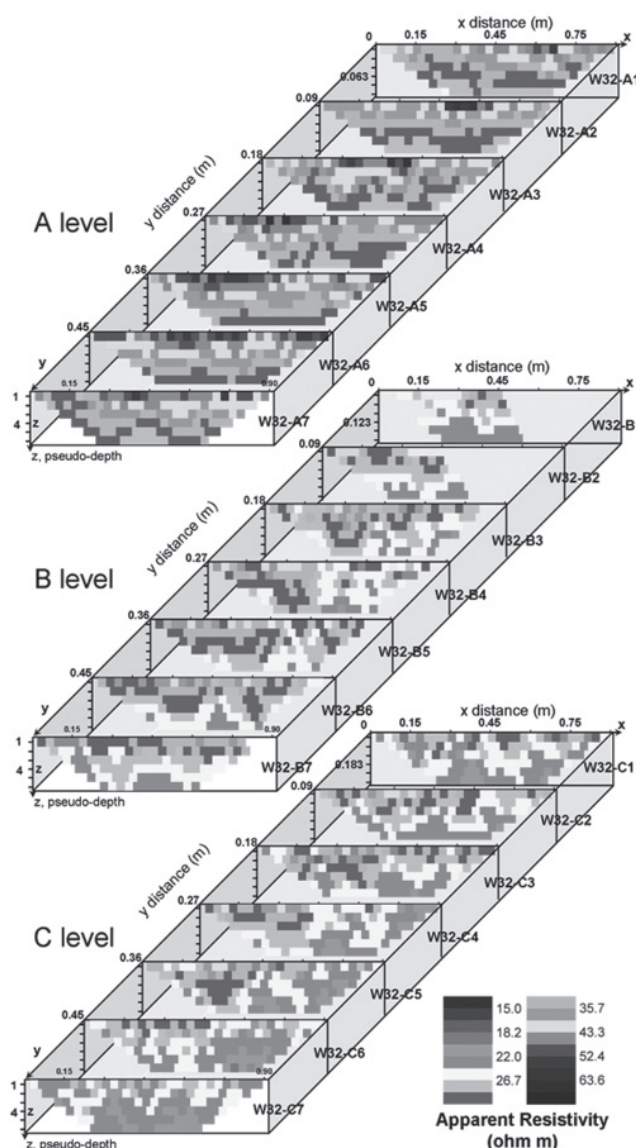 x distance (m)
0 0.15 0.45 0.75 x
0.063
W32-A1
0.09
W32-A2
0.18
W32-A3
y distance (m)
A level
0.27
W32-A4
0.36
W32-A5
0.45
W32-A6
y
0.15 0.90
1
4 z
W32-A7
z, pseudo-depth
x distance (m)
0 0.15 0.45 0.75 x
0.123
W32-B
0.09
W32-B2
0.18
W32-B3
y distance (m)
B level
0.27
W32-B4
0.36
W32-B5
0.45
W32-B6
y
0.15 0.90
1
4 z
W32-B7
z, pseudo-depth
x distance (m)
0 0.15 0.45 0.75 x
0.183
W32-C1
0.09
W32-C2
0.18
W32-C3
y distance (m)
C level
0.27
W32-C4
0.36
W32-C5
0.45
W32-C6
y
0.15 0.90
1
4 z
W32-C7
z, pseudo-depth
15.0 35.7
18.2 43.3
22.0 52.4
26.7 63.6
Apparent Resistivity
(ohm m)